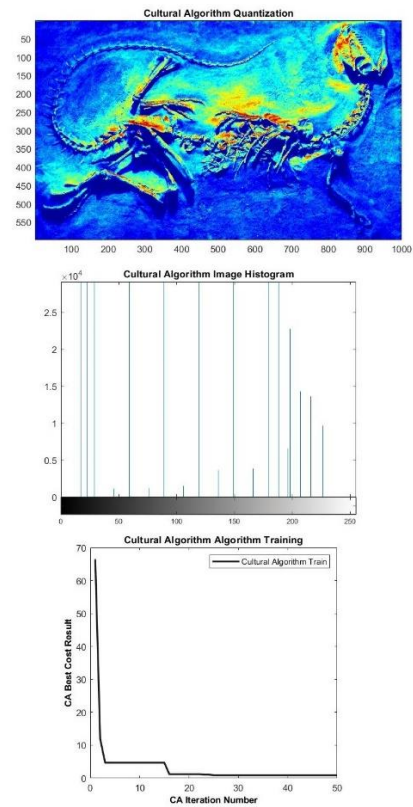 Cultural Algorithm Quantization
50
100
150
200
250
300
350
400
450
500
550
100 200 300 400 500 600 700 800 900 1000
×10⁴
Cultural Algorithm Image Histogram
2.5
2
1.5
1
0.5
0
0 50 100 150 200 250
Cultural Algorithm Algorithm Training
70
60
50
40
30
20
10
0
CA Best Cost Result
Cultural Algorithm Train
0 10 20 30 40 50
CA Iteration Number